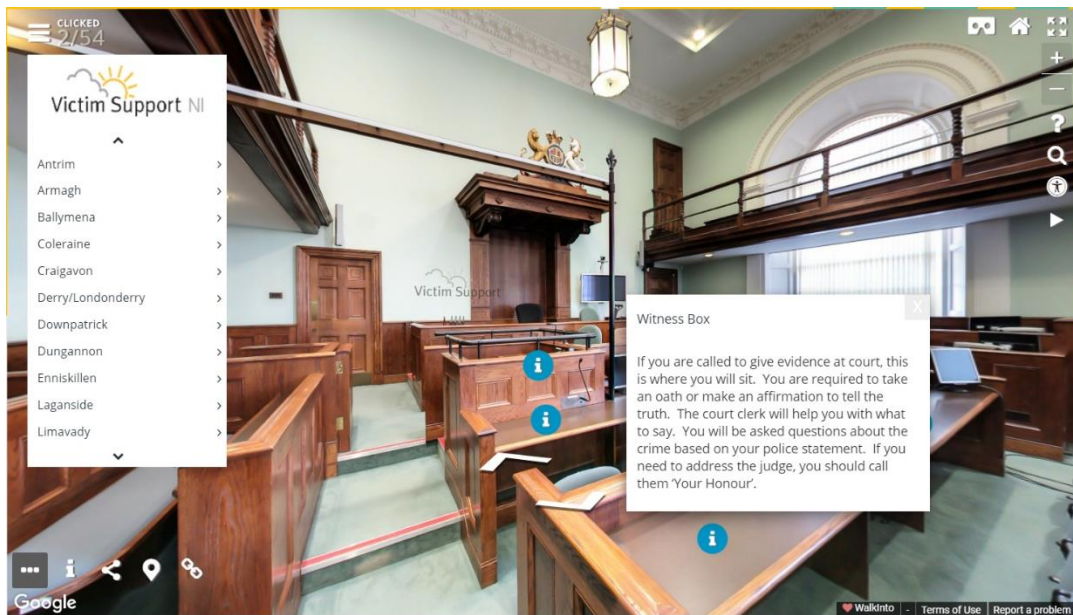 CLICKED
2/54
Victim Support NI
Antrim
Armagh
Ballymena
Coleraine
Craigavon
Derry/Londonderry
Downpatrick
Dungannon
Enniskillen
Laganside
Limavady
Victim Support
Witness Box
X
If you are called to give evidence at court, this
is where you will sit. You are required to take
an oath or make an affirmation to tell the
truth. The court clerk will help you with what
to say. You will be asked questions about the
crime based on your police statement. If you
need to address the judge, you should call
them ‘Your Honour’.
Google
WalkInto - Terms of Use Report a problem